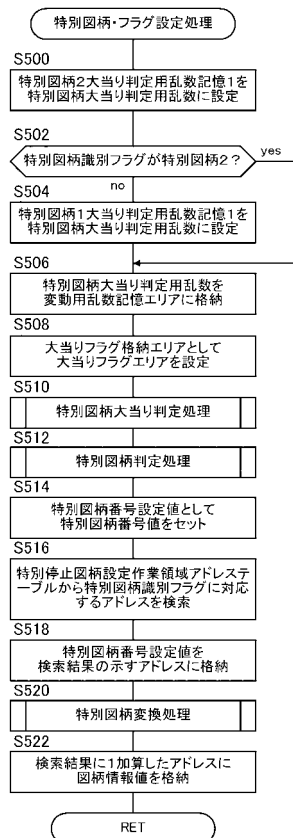 特別図柄・フラグ設定処理
S500
特別図柄2大当り判定用乱数記憶1を
特別図柄大当り判定用乱数に設定
S502
特別図柄識別フラグが特別図柄2?
yes
no
S504
特別図柄1大当り判定用乱数記憶1を
特別図柄大当り判定用乱数に設定
S506
特別図柄大当り判定用乱数を
変動用乱数記憶エリアに格納
S508
大当りフラグ格納エリアとして
大当りフラグエリアを設定
S510
特別図柄大当り判定処理
S512
特別図柄判定処理
S514
特別図柄番号設定値として
特別図柄番号値をセット
S516
特別停止図柄設定作業領域アドレステ
ーブルから特別図柄識別フラグに対応
するアドレスを検索
S518
特別図柄番号設定値を
検索結果の示すアドレスに格納
S520
特別図柄変換処理
S522
検索結果に1加算したアドレスに
図柄情報値を格納
RET